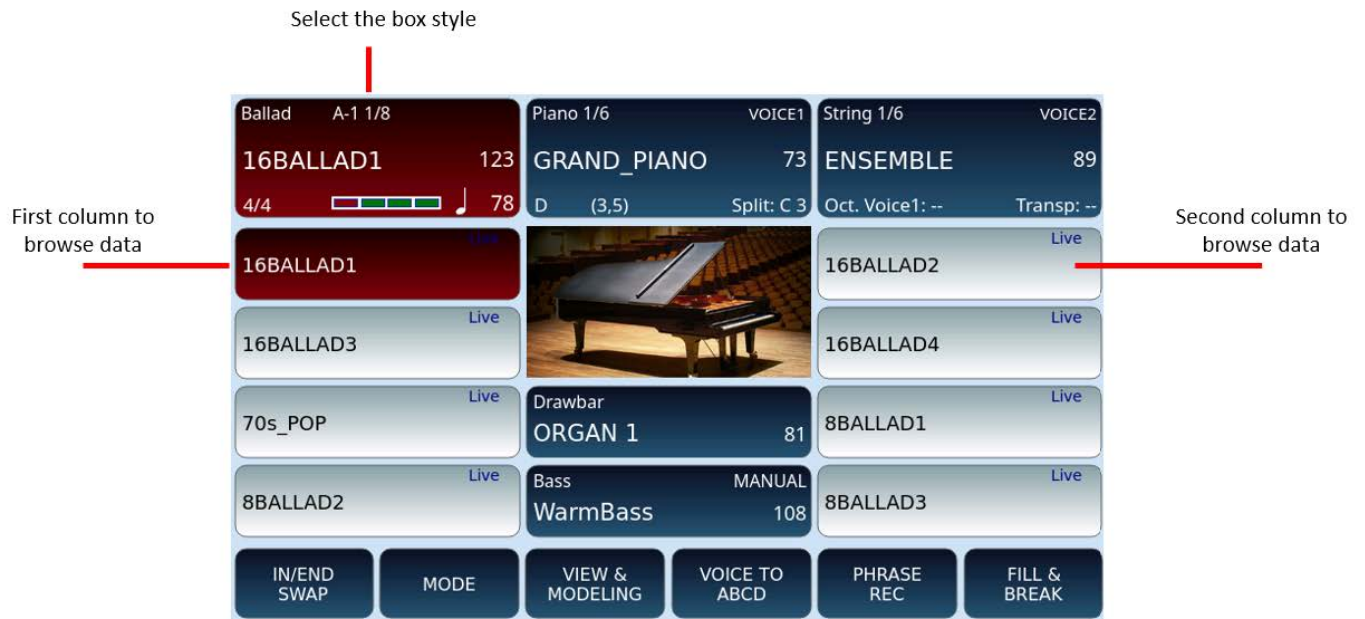 Select the box style
Ballad A-1 1/8
16BALLAD1 123
4/4 78
Piano 1/6 VOICE1
GRAND_PIANO 73
D (3,5) Split: C 3
String 1/6 VOICE2
ENSEMBLE 89
Oct. Voice1: -- Transp: --
First column to
browse data
Second column to
browse data
Live
16BALLAD1
Live
16BALLAD2
Live
16BALLAD3
Live
16BALLAD4
Live
70s_POP
Drawbar
ORGAN 1 81
Live
8BALLAD1
Live
8BALLAD2
Bass MANUAL
WarmBass 108
Live
8BALLAD3
IN/END
SWAP
MODE
VIEW &
MODELING
VOICE TO
ABCD
PHRASE
REC
FILL &
BREAK